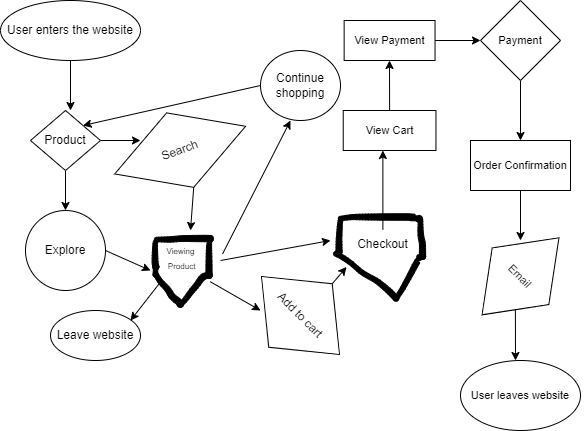 User enters the website
Product
Search
Explore
Viewing
Product
Leave website
Continue
shopping
Add to cart
Checkout
View Cart
View Payment
Payment
Order Confirmation
Email
User leaves website